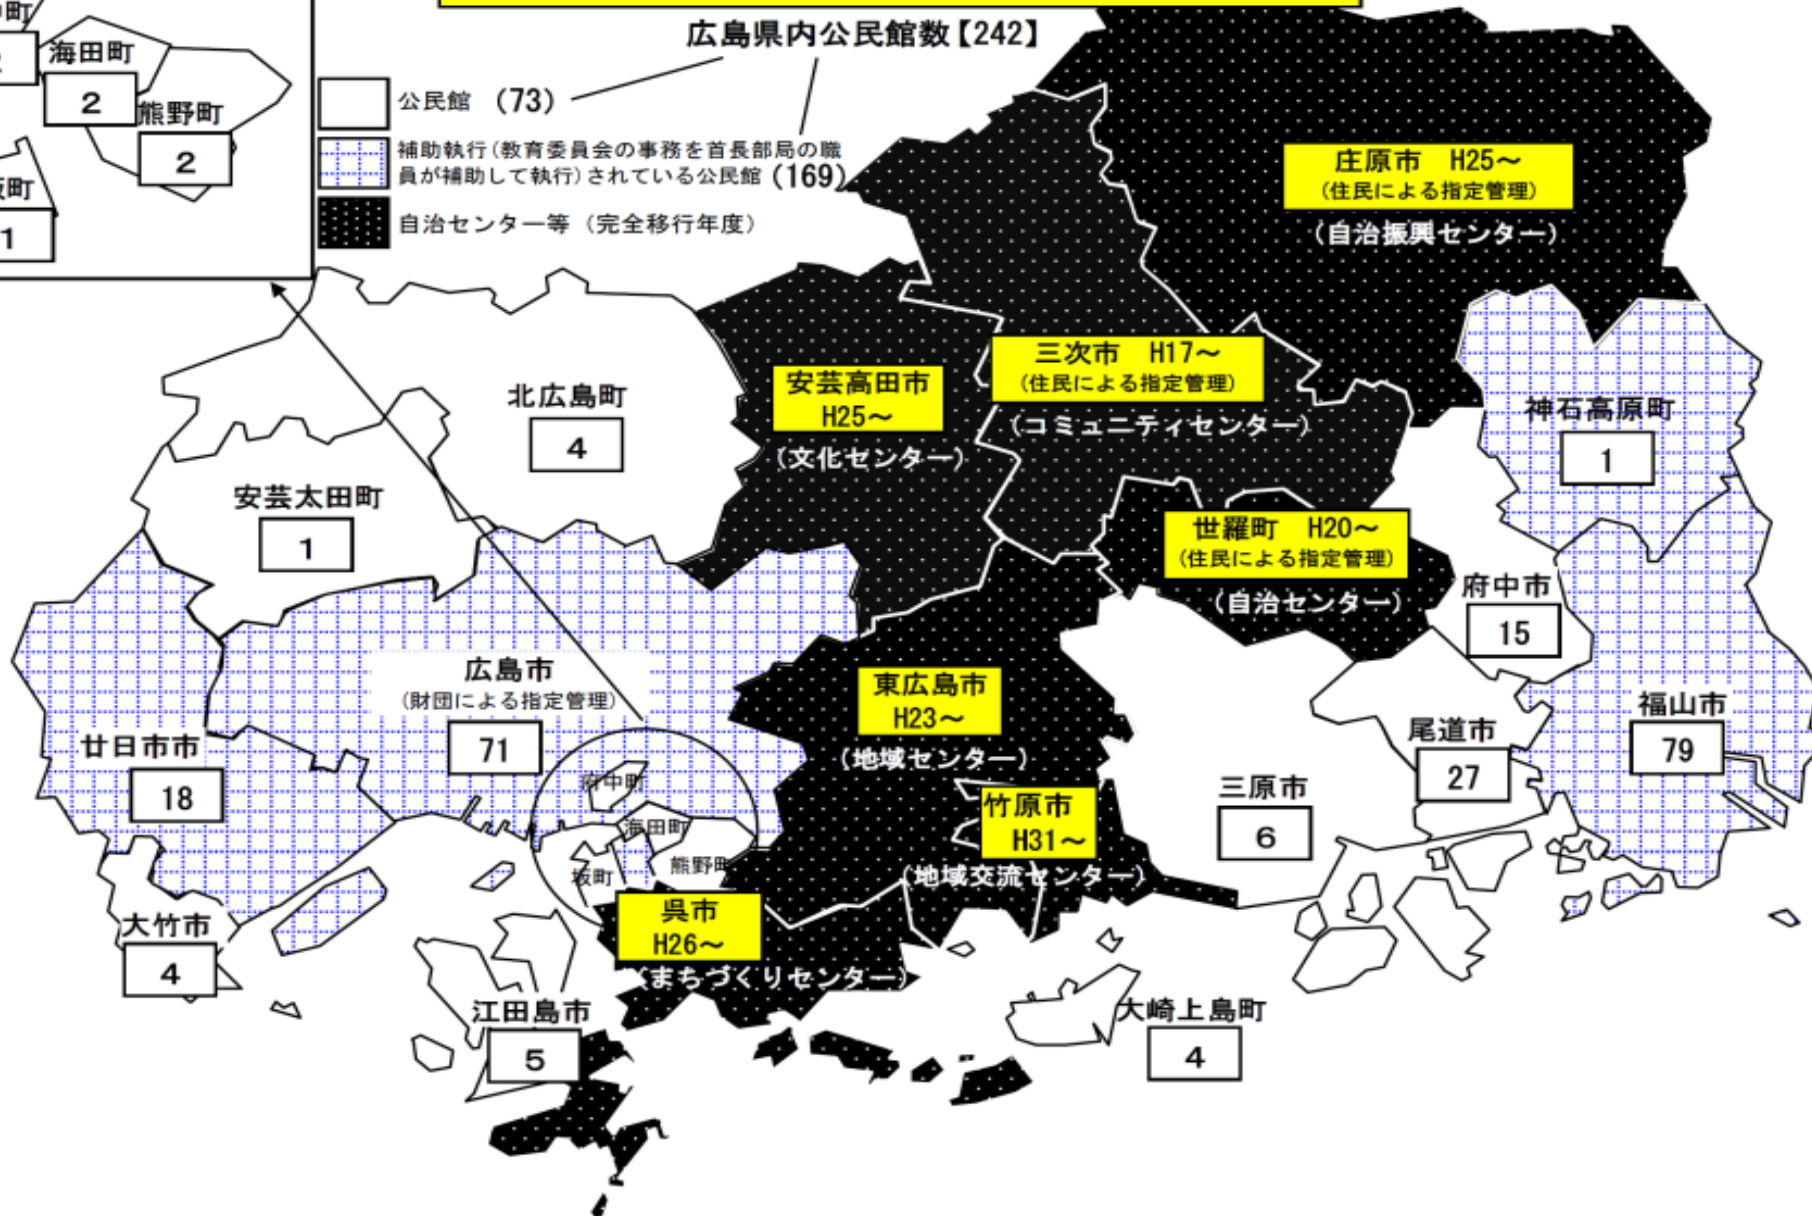 広島県内公民館数【242】
海田町
2
熊野町
2
1
公民館 （73）
補助執行（教育委員会の事務を首長部局の職
員が補助して執行）されている公民館（169）
自治センター等（完全移行年度）
庄原市 H25～
（住民による指定管理）
（自治振興センター）
三次市 H17～
（住民による指定管理）
（コミュニティセンター）
安芸高田市
H25～
（文化センター）
北広島町
4
神石高原町
1
安芸太田町
1
世羅町 H20～
（住民による指定管理）
（自治センター）
府中市
15
広島市
（財団による指定管理）
71
東広島市
H23～
（地域センター）
福山市
79
尾道市
27
廿日市市
18
府中町
海田町
熊野町
坂町
竹原市
H31～
（地域交流センター）
三原市
6
呉市
H26～
（まちづくりセンター）
大竹市
4
江田島市
5
大崎上島町
4